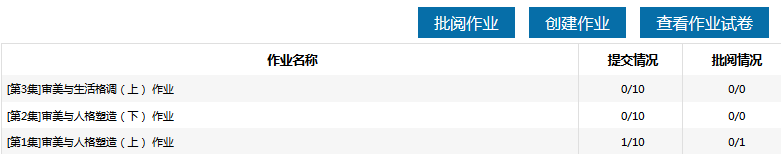 批阅作业 创建作业 查看作业试卷
作业名称 提交情况 批阅情况
[第3集]审美与生活格调（上）作业 0/10 0/0
[第2集]审美与人格塑造（下）作业 0/10 0/0
[第1集]审美与人格塑造（上）作业 1/10 0/1